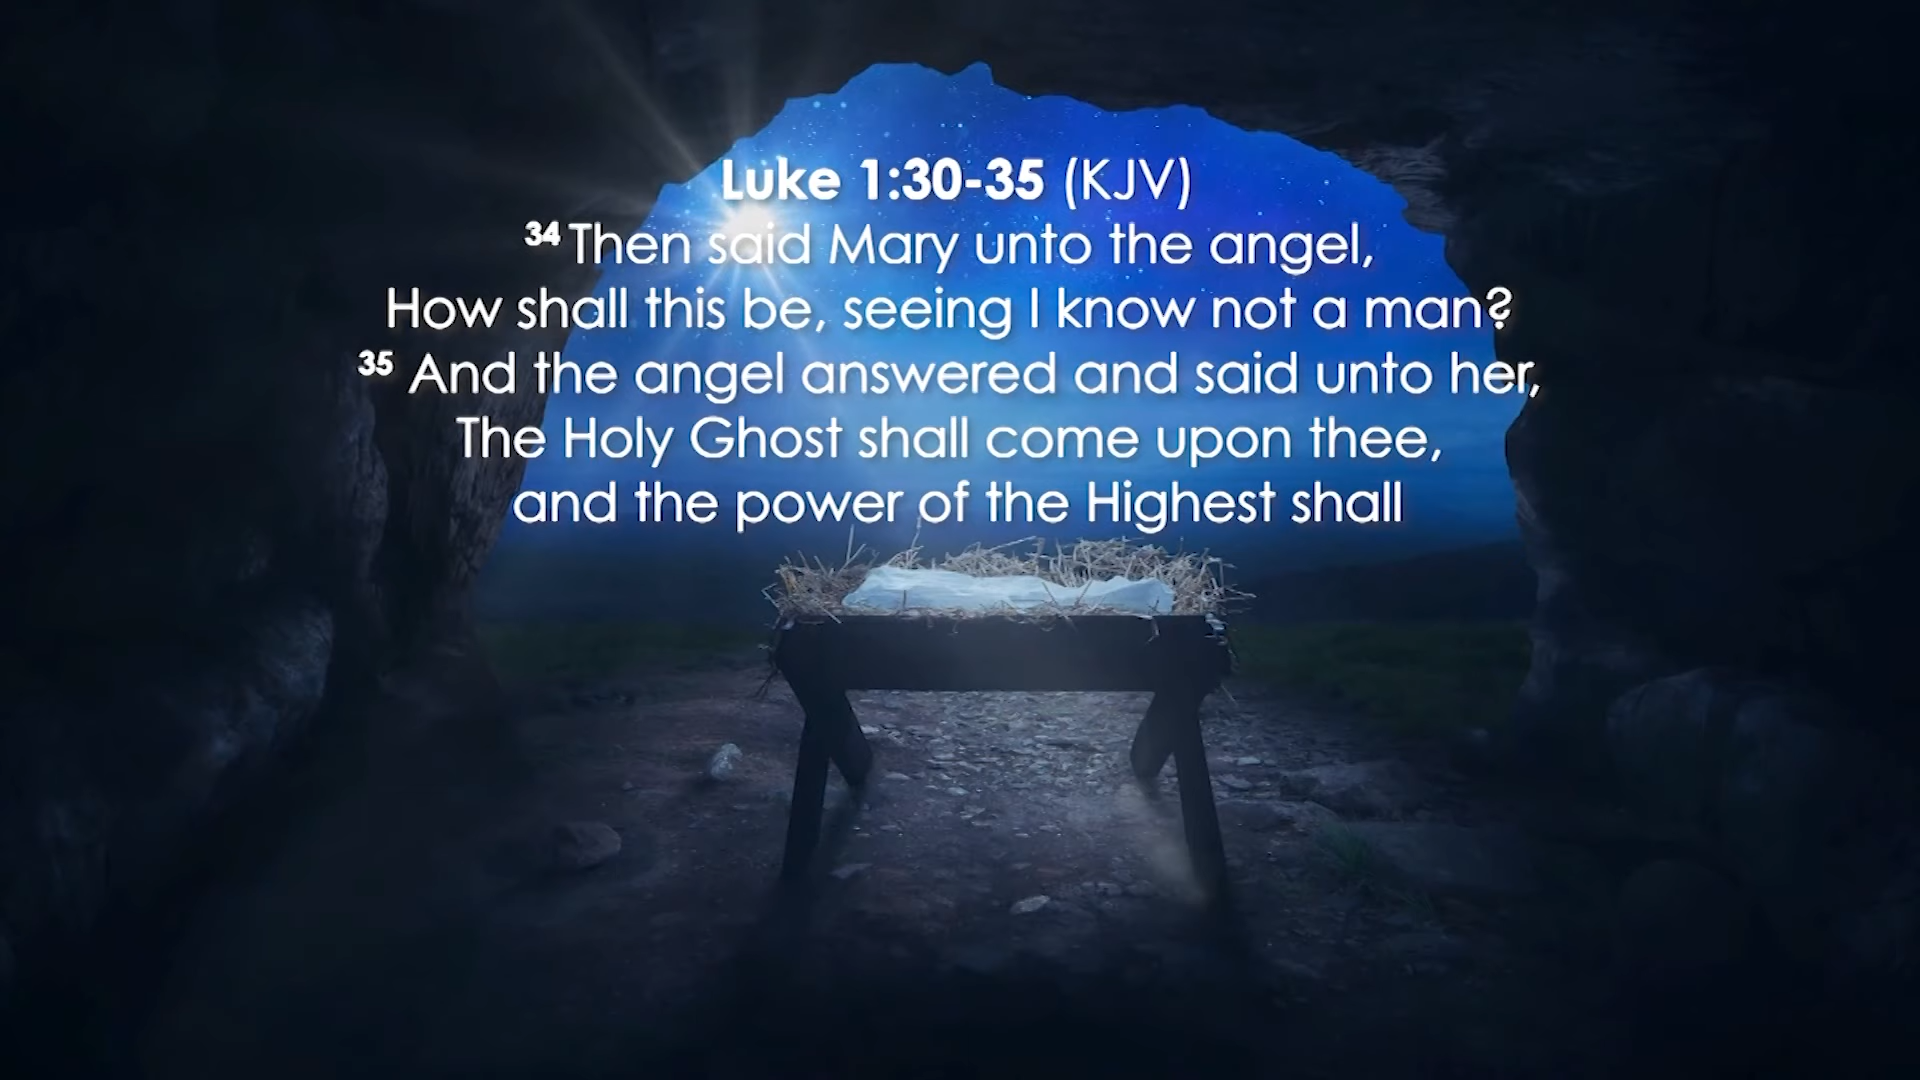 Luke 1:30-35 (KJV)
34 Then said Mary unto the angel,
How shall this be, seeing I know not a man?
35 And the angel answered and said unto her,
The Holy Ghost shall come upon thee,
and the power of the Highest shall